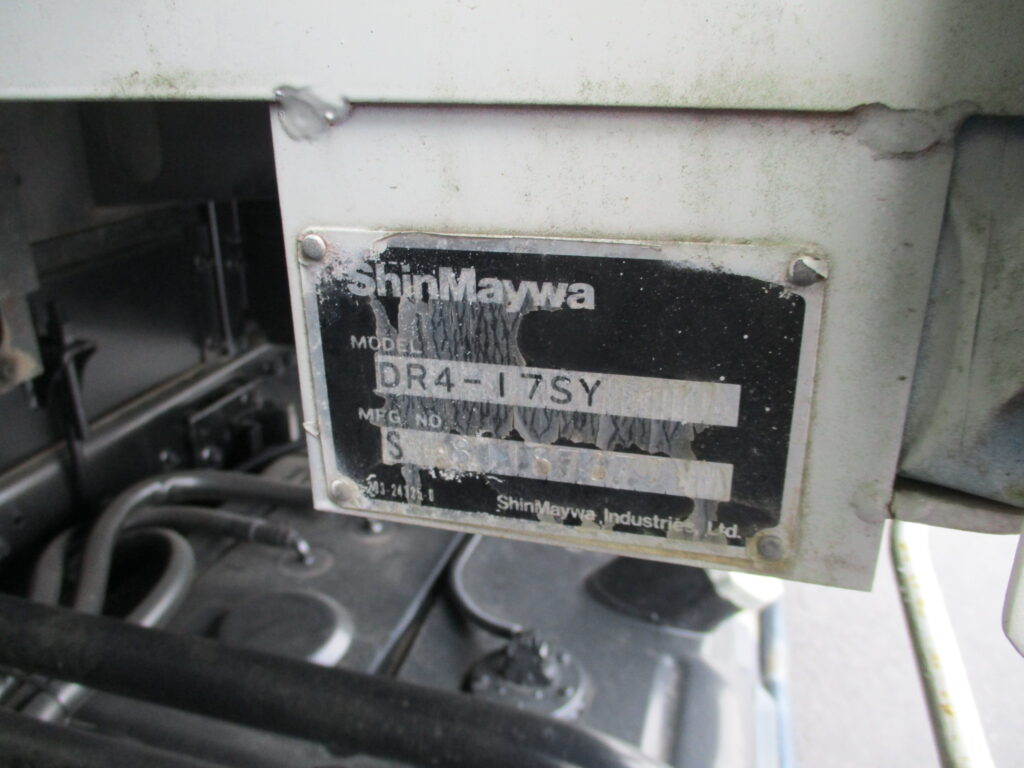 ShinMaywa
MODEL
DR4-17SY
MFG. NO.
S
ShinMaywa Industries, Ltd.